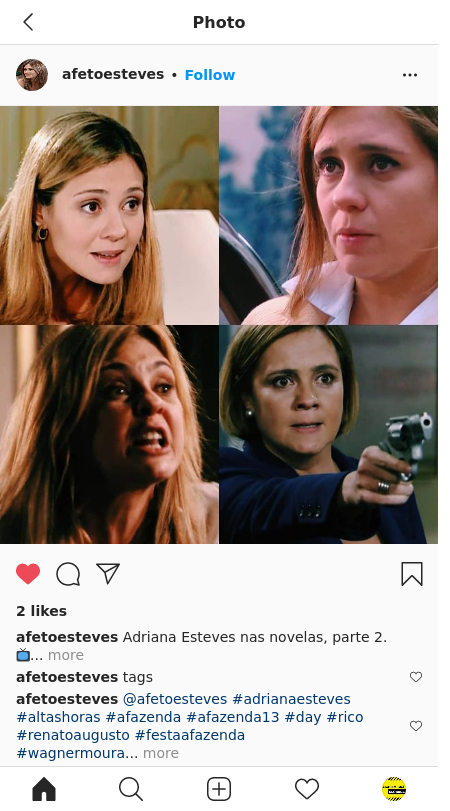 Photo
afetoesteves • Follow
2 likes
afetoesteves Adriana Esteves nas novelas, parte 2.
📺... more
afetoesteves tags
afetoesteves @afetoesteves #adrianaesteves
#altashoras #afazenda #afazenda13 #day #rico
#renatoaugusto #festaafazenda
#wagnermoura... more